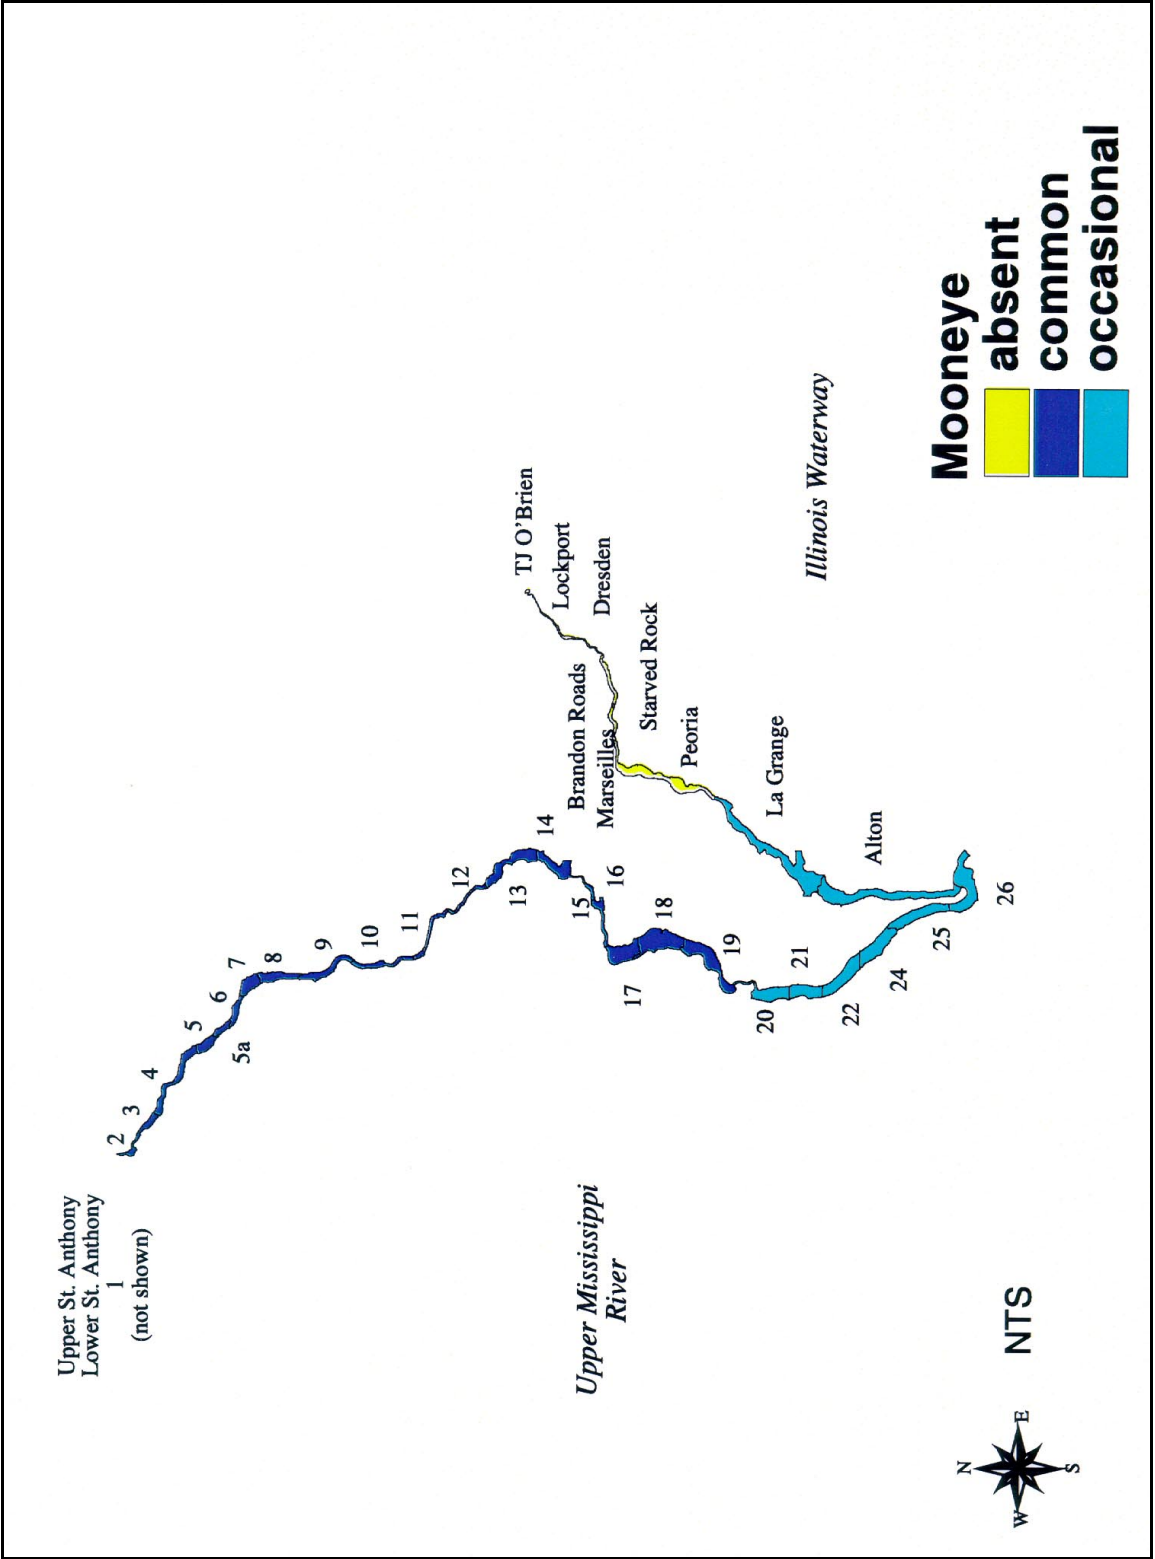 Upper St. Anthony
Lower St. Anthony
1
(not shown)
2
3
4
5
5a
6
7
8
9
10
11
12
13
14
15
16
17
18
19
20
21
22
24
25
26
TJ O'Brien
Lockport
Dresden
Brandon Roads
Marseilles
Starved Rock
Peoria
La Grange
Alton
Upper Mississippi
River
Illinois Waterway
Mooneye
absent
common
occasional
N
W
E
S
NTS